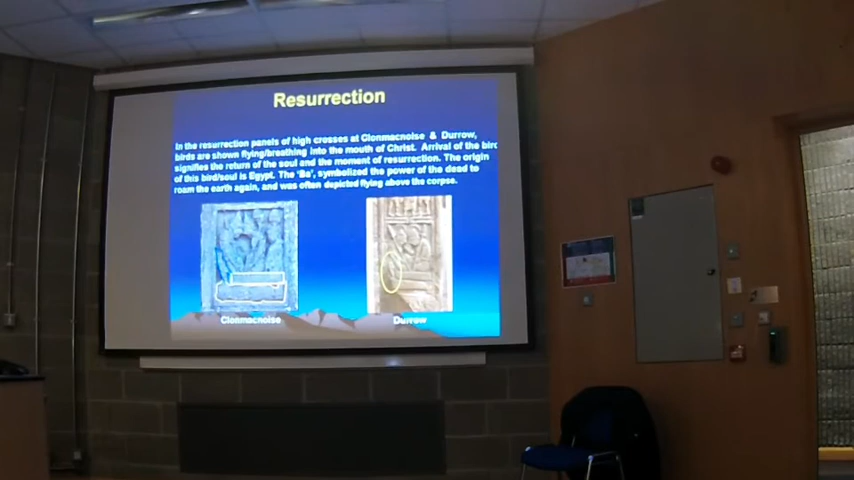 Resurrection
In the resurrection panels of high crosses at Clonmacnoise & Durrow,
birds are shown flying/breathing into the mouth of Christ. Arrival of the bird
signifies the return of the soul and the moment of resurrection. The origin
of this bird/soul is Egypt. The 'Ba', symbolized the power of the dead to
roam the earth again, and was often depicted flying above the corpse.
Clonmacnoise
Durrow